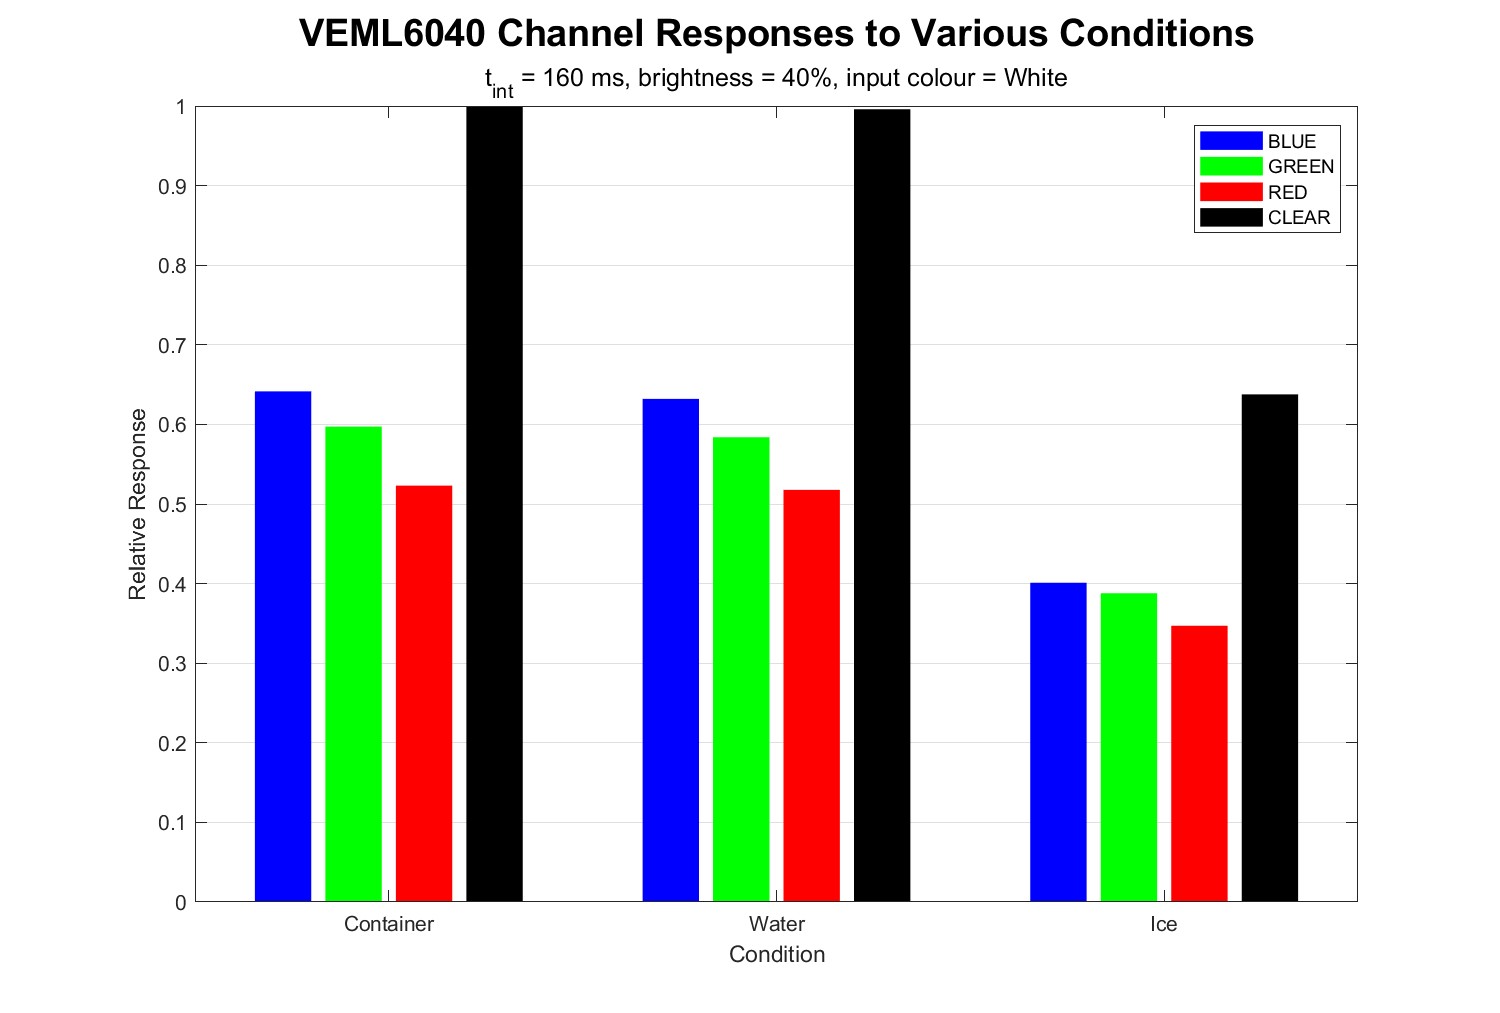 VEML6040 Channel Responses to Various Conditions
t_int = 160 ms, brightness = 40%, input colour = White
1
0.9
0.8
0.7
0.6
0.5
0.4
0.3
0.2
0.1
0
Relative Response
BLUE
GREEN
RED
CLEAR
Container Water Ice
Condition